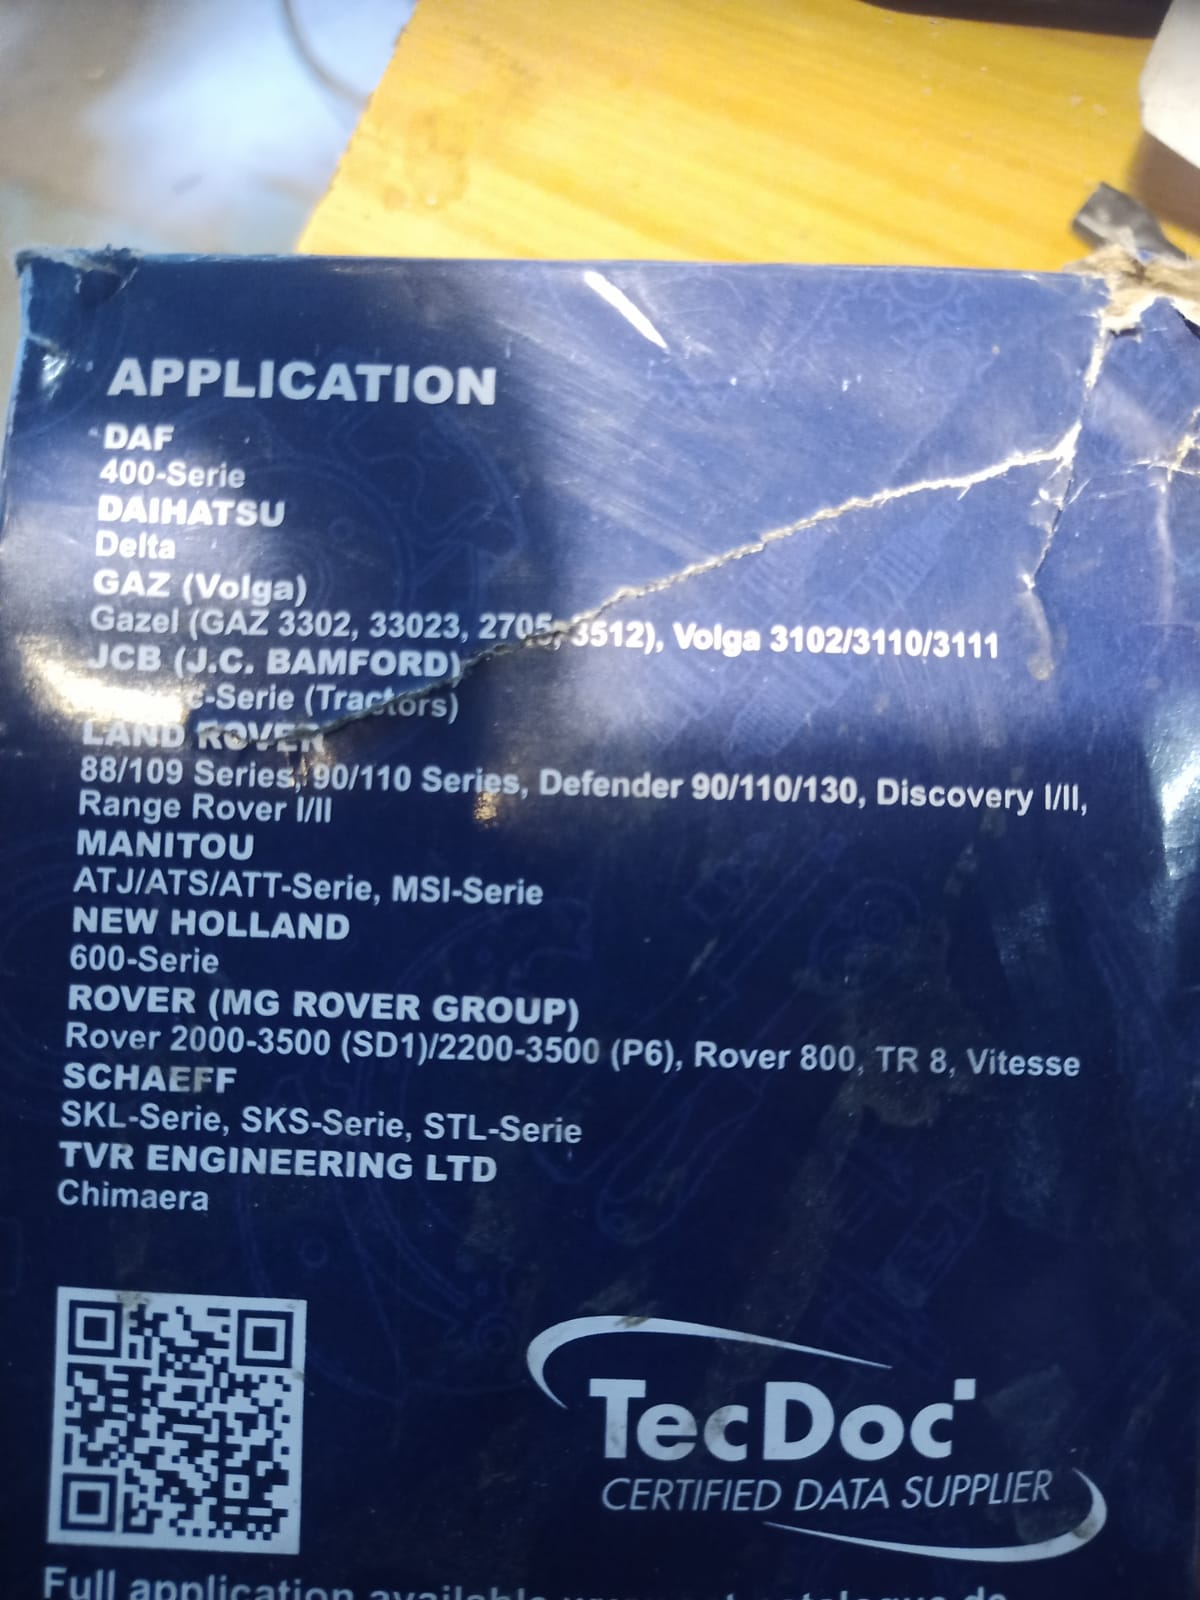 APPLICATION
DAF
400-Serie
DAIHATSU
Delta
GAZ (Volga)
Gazel (GAZ 3302, 33023, 2705, 3512), Volga 3102/3110/3111
JCB (J.C. BAMFORD)
c-Serie (Tractors)
LAND ROVER
88/109 Series, 90/110 Series, Defender 90/110/130, Discovery I/II,
Range Rover I/II
MANITOU
ATJ/ATS/ATT-Serie, MSI-Serie
NEW HOLLAND
600-Serie
ROVER (MG ROVER GROUP)
Rover 2000-3500 (SD1)/2200-3500 (P6), Rover 800, TR 8, Vitesse
SCHAEFF
SKL-Serie, SKS-Serie, STL-Serie
TVR ENGINEERING LTD
Chimaera
TecDoc
CERTIFIED DATA SUPPLIER
Full application available